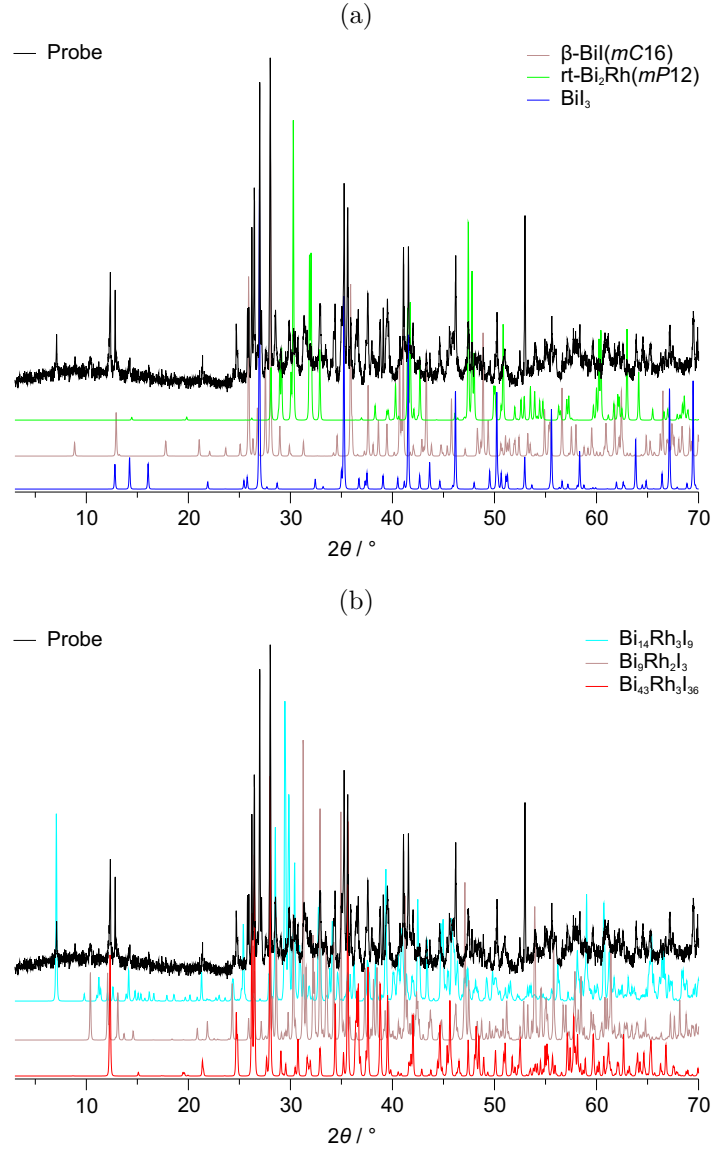 (a)
Probe
β-BiI(mC16)
rt-Bi₂Rh(mP12)
BiI₃
10 20 30 40 50 60 70
2θ / °
(b)
Probe
Bi₁₄Rh₃I₉
Bi₉Rh₂I₃
Bi₄₃Rh₃I₃₆
10 20 30 40 50 60 70
2θ / °